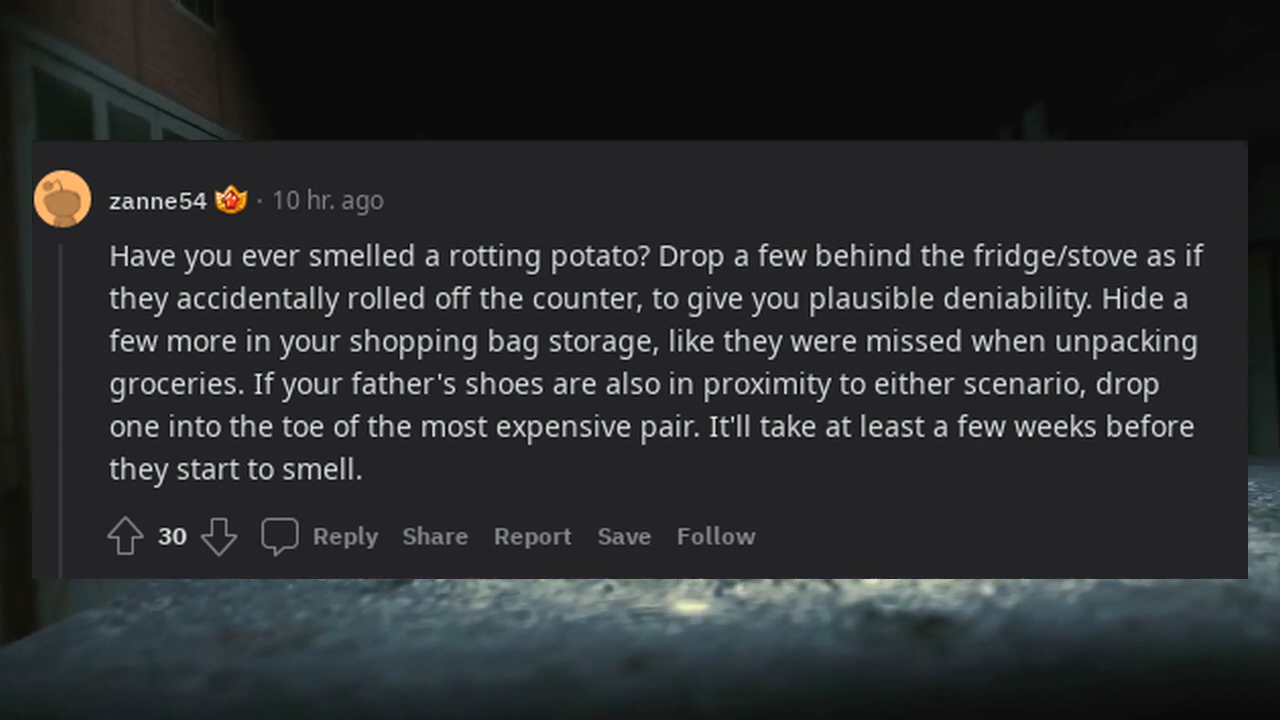 zanne54 · 10 hr. ago
Have you ever smelled a rotting potato? Drop a few behind the fridge/stove as if
they accidentally rolled off the counter, to give you plausible deniability. Hide a
few more in your shopping bag storage, like they were missed when unpacking
groceries. If your father's shoes are also in proximity to either scenario, drop
one into the toe of the most expensive pair. It'll take at least a few weeks before
they start to smell.
30 Reply Share Report Save Follow